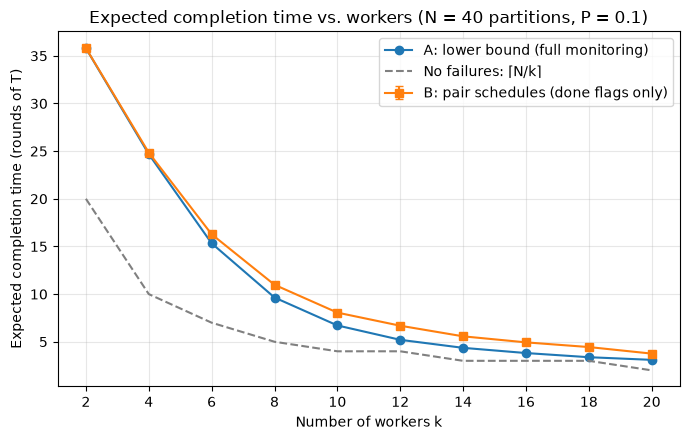 Expected completion time vs. workers (N = 40 partitions, P = 0.1)
A: lower bound (full monitoring)
No failures: ⌈N/k⌉
B: pair schedules (done flags only)
Expected completion time (rounds of T)
35
30
25
20
15
10
5
2 4 6 8 10 12 14 16 18 20
Number of workers k